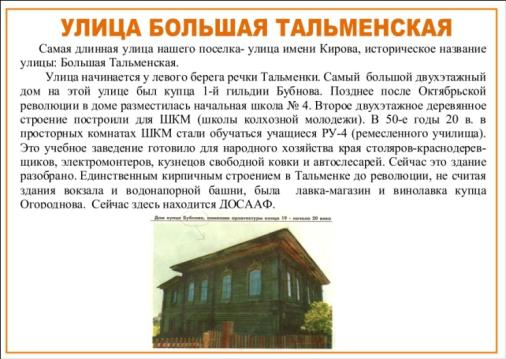 УЛИЦА БОЛЬШАЯ ТАЛЬМЕНСКАЯ
Самая длинная улица нашего поселка- улица имени Кирова, историческое название
улицы: Большая Тальменская.
Улица начинается у левого берега речки Тальменки. Самый большой двухэтажный
дом на этой улице был купца 1-й гильдии Бубнова. Позднее после Октябрьской
революции в доме разместилась начальная школа № 4. Второе двухэтажное деревянное
строение построили для ШКМ (школы колхозной молодежи). В 50-е годы 20 в. в
просторных комнатах ШКМ стали обучаться учащиеся РУ-4 (ремесленного училища).
Это учебное заведение готовило для народного хозяйства края столяров-краснодерев-
щиков, электромонтеров, кузнецов свободной ковки и автослесарей. Сейчас это здание
разобрано. Единственным кирпичным строением в Тальменке до революции, не считая
здания вокзала и водонапорной башни, была лавка-магазин и винолавка купца
Огороднова. Сейчас здесь находится ДОСААФ.
Дом купца Бубнова, памятник архитектуры конца 19 - начала 20 века